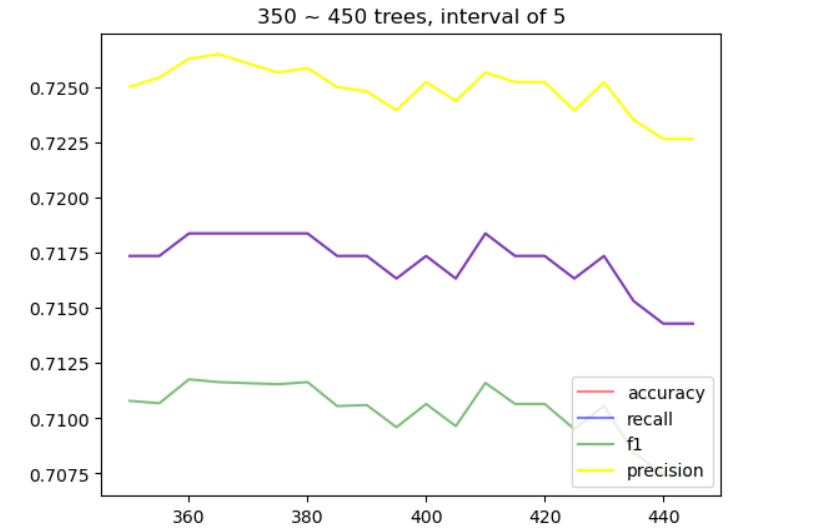 350 ~ 450 trees, interval of 5
0.7250
0.7225
0.7200
0.7175
0.7150
0.7125
0.7100
0.7075
accuracy
recall
f1
precision
360 380 400 420 440